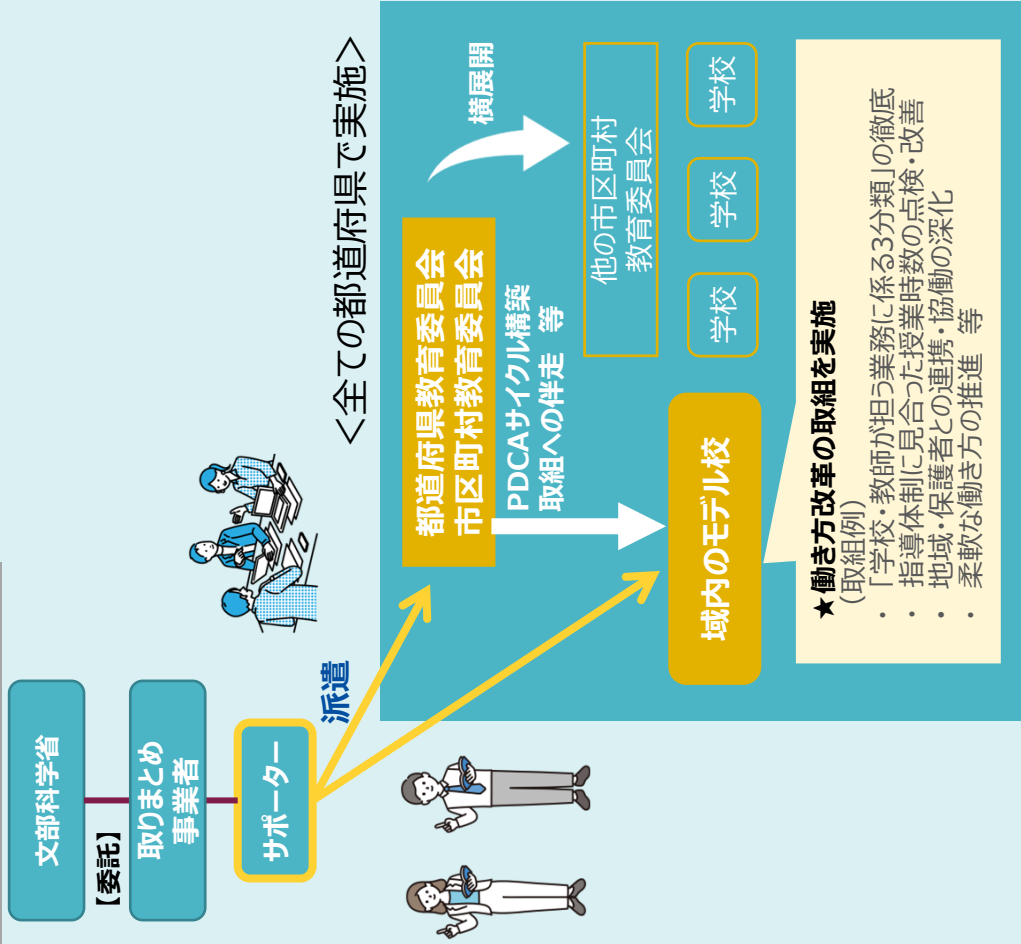 文部科学省
【委託】
取りまとめ
事業者
サポーター
派遣
<全ての都道府県で実施>
都道府県教育委員会
市区町村教育委員会
横展開
PDCAサイクル構築
取組への伴走 等
他の市区町村
教育委員会
域内のモデル校
学校
学校
学校
★働き方改革の取組を実施
(取組例)
・ 「学校・教師が担う業務に係る3分類」の徹底
・ 指導体制に見合った授業時数の点検・改善
・ 地域・保護者との連携・協働の深化
・ 柔軟な働き方の推進 等